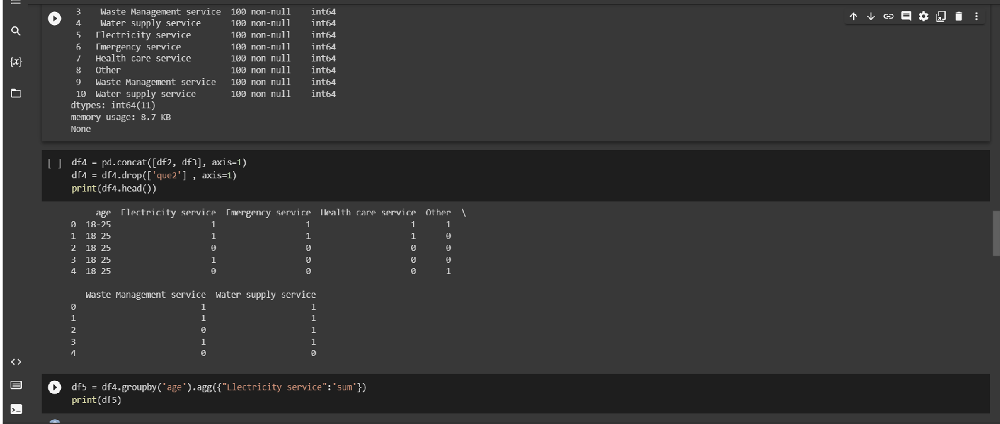 3    Waste Management service  100 non-null    int64
4    Water supply service      100 non-null    int64
5   Electricity service        100 non-null    int64
6   Emergency service          100 non-null    int64
7   Health care service        100 non-null    int64
8   Other                      100 non null    int64
9   Waste Management service   100 non null    int64
10  Water supply service       100 non null    int64
dtypes: int64(11)
memory usage: 8.7 KB
None
[ ] df4 = pd.concat([df2, df3], axis=1)
df4 = df4.drop(['que2'] , axis=1)
print(df4.head())
age  Electricity service  Emergency service  Health care service  Other  \
0  18-25                    1                  1                    1      1
1  18 25                    1                  1                    1      0
2  18 25                    0                  0                    0      0
3  18 25                    1                  0                    0      0
4  18 25                    0                  0                    0      1
Waste Management service  Water supply service
0                         1                     1
1                         1                     1
2                         0                     1
3                         1                     1
4                         0                     0
df5 = df4.groupby('age').agg({"Electricity service":'sum'})
print(df5)